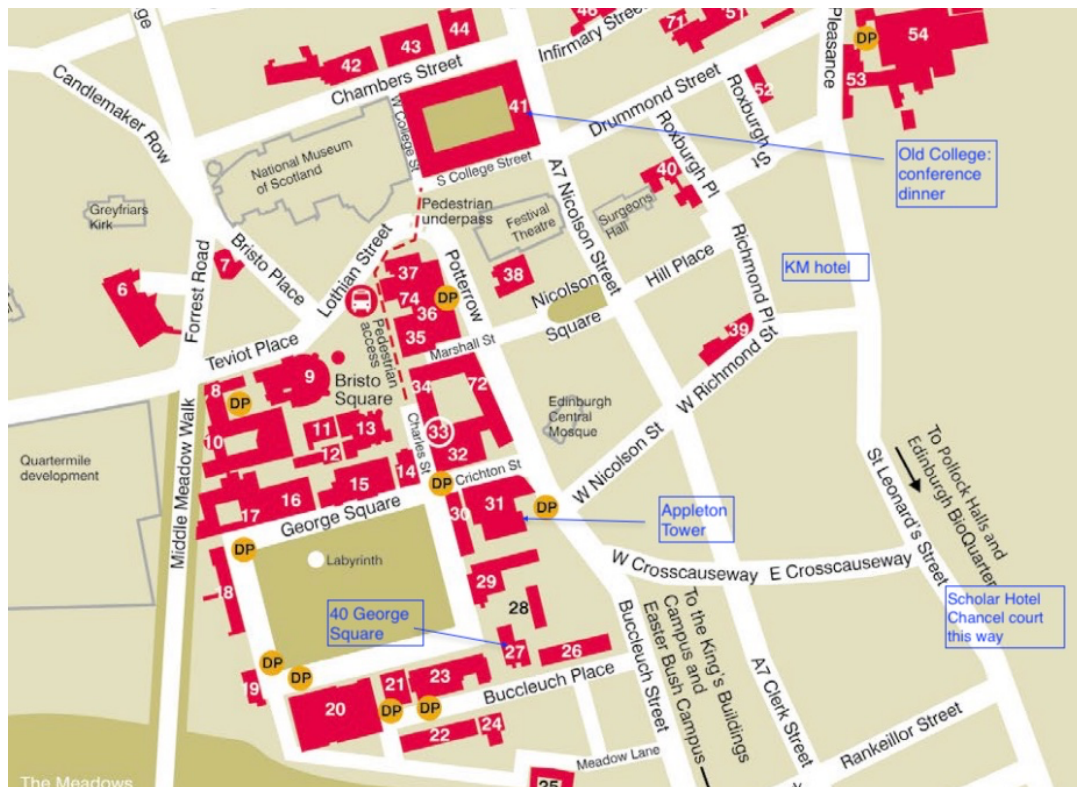 44
43
42
Chambers Street
Candlemaker Row
Infirmary Street
71
51
Pleasance
DP
54
53
52
41
W College St
Drummond Street
Roxburgh St
Roxburgh Pl
National Museum
of Scotland
S College Street
A7 Nicolson Street
40
Old College:
conference
dinner
Greyfriars
Kirk
Pedestrian
underpass
Festival
Theatre
Surgeons
Hall
Bristo Place
Lothian Street
Potterrow
Forrest Road
7
6
37
74
36
DP
35
38
Nicolson
Square
Hill Place
Richmond Pl
KM hotel
39
W Richmond St
Teviot Place
Pedestrian
access
Marshall St
8
DP
9
Bristo
Square
34
72
Edinburgh
Central
Mosque
10
11
13
12
Charles St
33
32
Quartermile
development
Middle Meadow Walk
14
15
16
17
Crichton St
DP
George Square
30
31
DP
W Nicolson St
Appleton
Tower
To Pollock Halls and
Edinburgh BioQuarter
St Leonard's Street
DP
Labyrinth
18
29
28
W Crosscauseway
E Crosscauseway
40 George
Square
27
26
Scholar Hotel
Chancel court
this way
Buccleuch Street
To the King's Buildings
Campus and
Easter Bush Campus
DP
DP
19
20
21
23
DP
DP
Buccleuch Place
22
24
A7 Clerk Street
Rankeillor Street
Meadow Lane
25
The Meadows